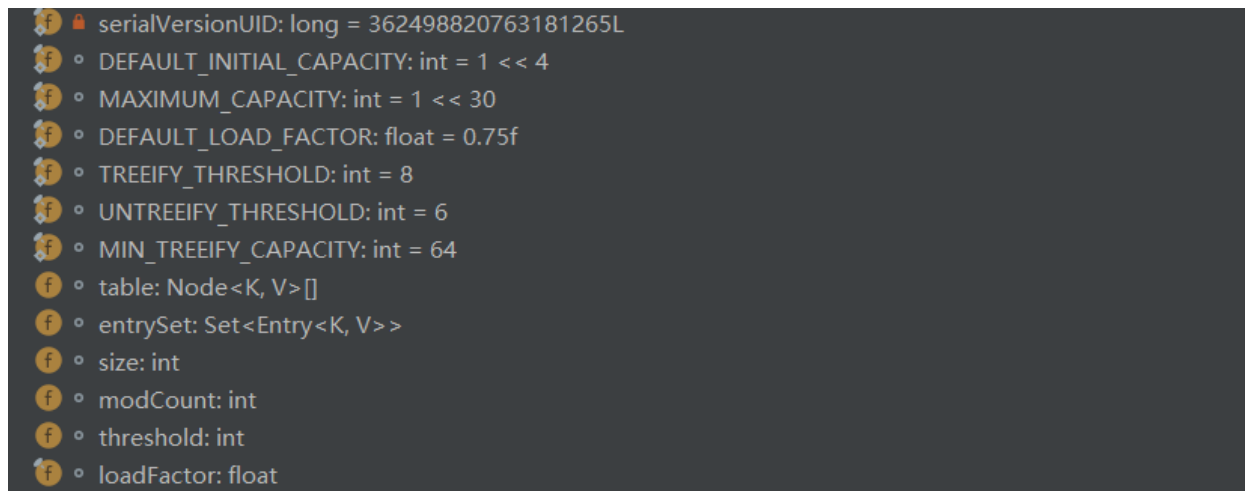 serialVersionUID: long = 362498820763181265L
DEFAULT_INITIAL_CAPACITY: int = 1 << 4
MAXIMUM_CAPACITY: int = 1 << 30
DEFAULT_LOAD_FACTOR: float = 0.75f
TREEIFY_THRESHOLD: int = 8
UNTREEIFY_THRESHOLD: int = 6
MIN_TREEIFY_CAPACITY: int = 64
table: Node<K, V>[]
entrySet: Set<Entry<K, V>>
size: int
modCount: int
threshold: int
loadFactor: float